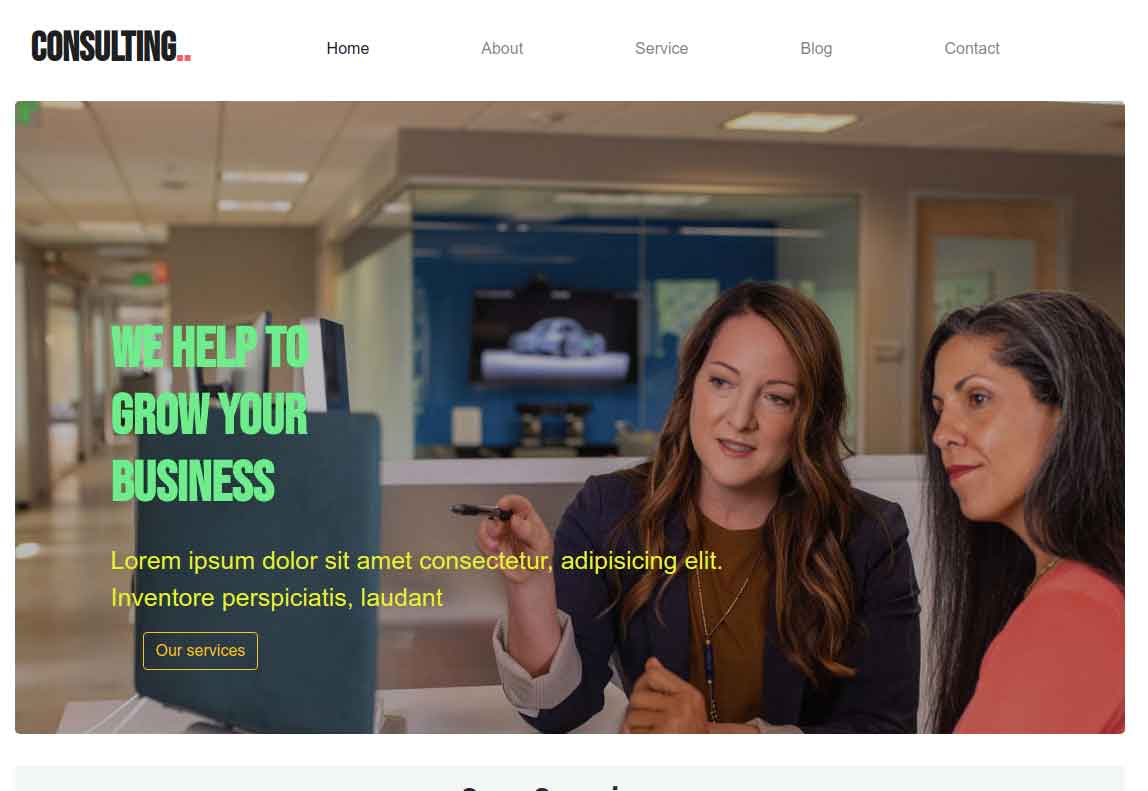 CONSULTING..
Home About Service Blog Contact
WE HELP TO
GROW YOUR
BUSINESS
Lorem ipsum dolor sit amet consectetur, adipisicing elit.
Inventore perspiciatis, laudant
Our services